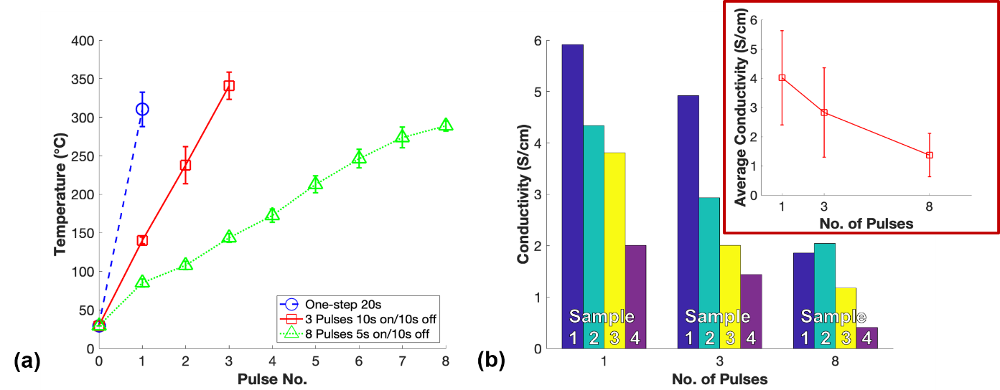 400
350
300
250
200
150
100
50
0
Temperature (°C)
0 1 2 3 4 5 6 7 8
Pulse No.
One-step 20s
3 Pulses 10s on/10s off
8 Pulses 5s on/10s off
(a)
6
5
4
3
2
1
0
Conductivity (S/cm)
Sample Sample Sample
1 2 3 4 1 2 3 4 1 2 3 4
1 3 8
No. of Pulses
(b)
6
5
4
3
2
1
0
Average Conductivity (S/cm)
1 3 8
No. of Pulses